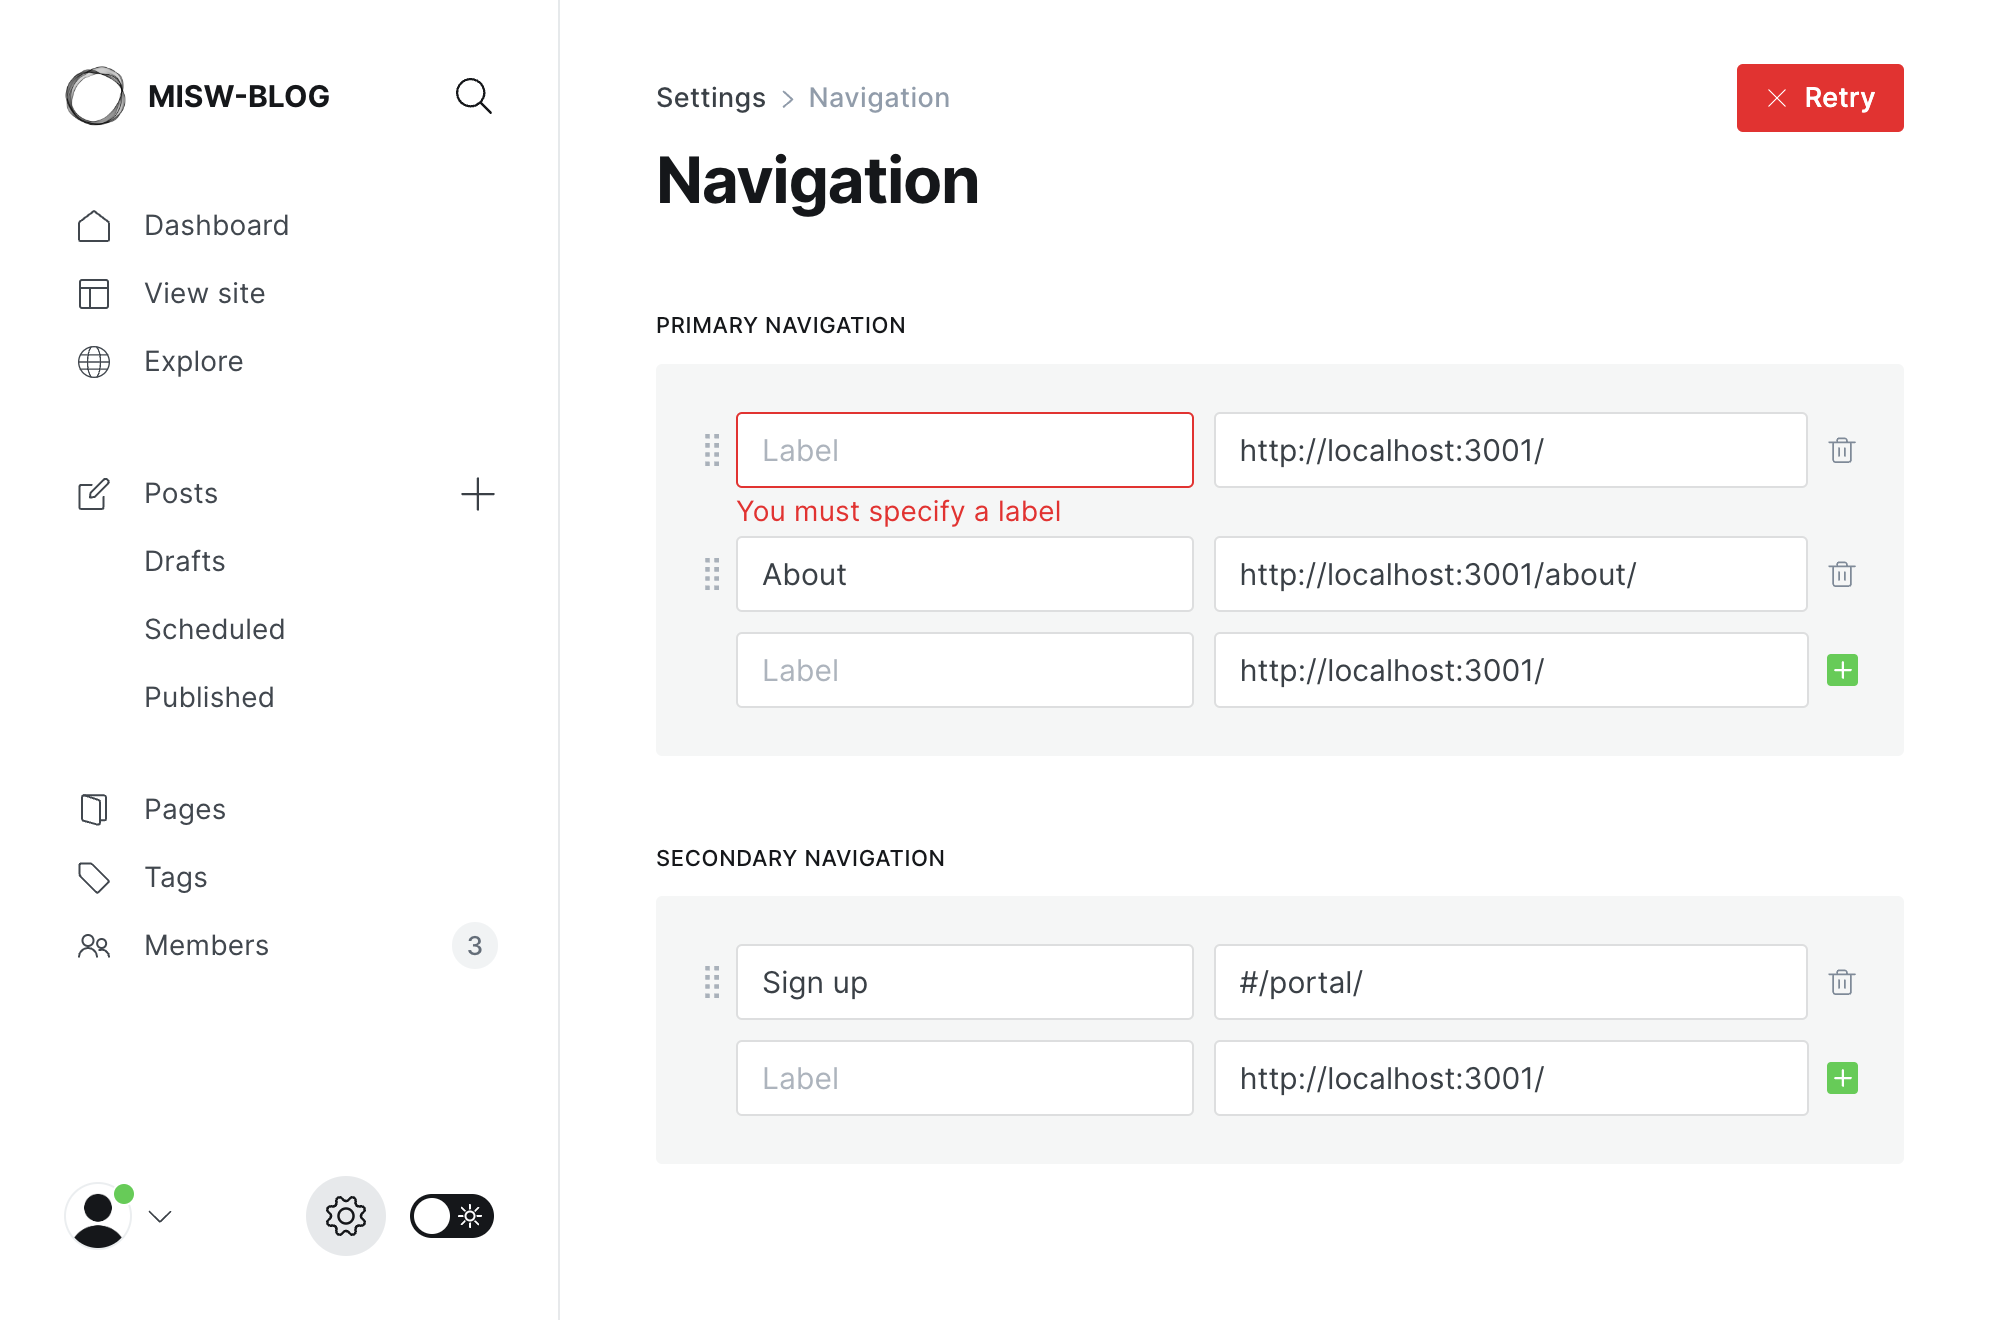 MISW-BLOG
Dashboard
View site
Explore
Posts
Drafts
Scheduled
Published
Pages
Tags
Members
3
Settings > Navigation
Retry
Navigation
PRIMARY NAVIGATION
Label http://localhost:3001/
You must specify a label
About http://localhost:3001/about/
Label http://localhost:3001/
SECONDARY NAVIGATION
Sign up #/portal/
Label http://localhost:3001/